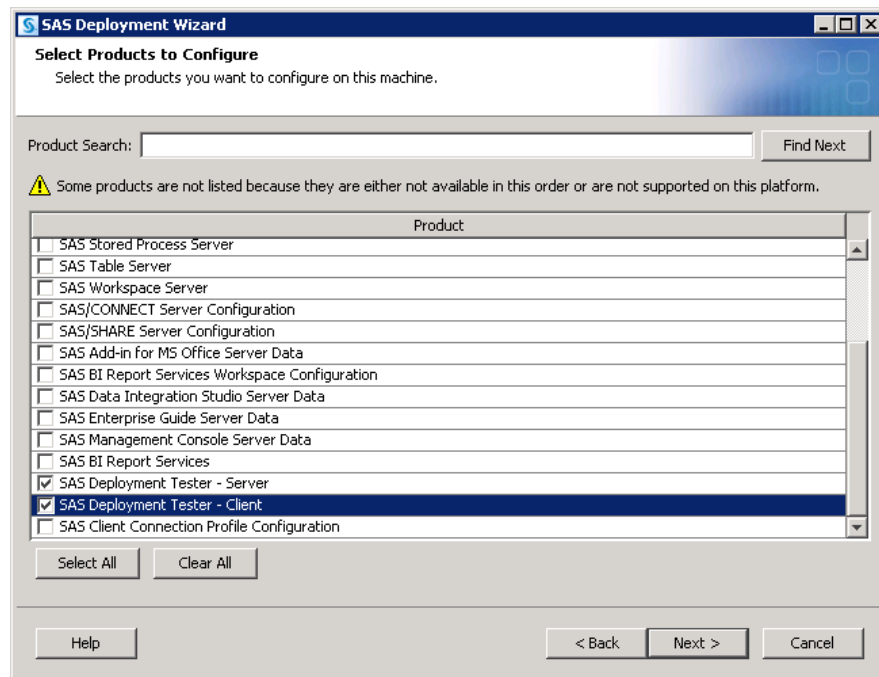 SAS Deployment Wizard
Select Products to Configure
Select the products you want to configure on this machine.
Product Search:
Find Next
Some products are not listed because they are either not available in this order or are not supported on this platform.
Product
SAS Stored Process Server
SAS Table Server
SAS Workspace Server
SAS/CONNECT Server Configuration
SAS/SHARE Server Configuration
SAS Add-in for MS Office Server Data
SAS BI Report Services Workspace Configuration
SAS Data Integration Studio Server Data
SAS Enterprise Guide Server Data
SAS Management Console Server Data
SAS BI Report Services
SAS Deployment Tester - Server
SAS Deployment Tester - Client
SAS Client Connection Profile Configuration
Select All Clear All
Help < Back Next > Cancel